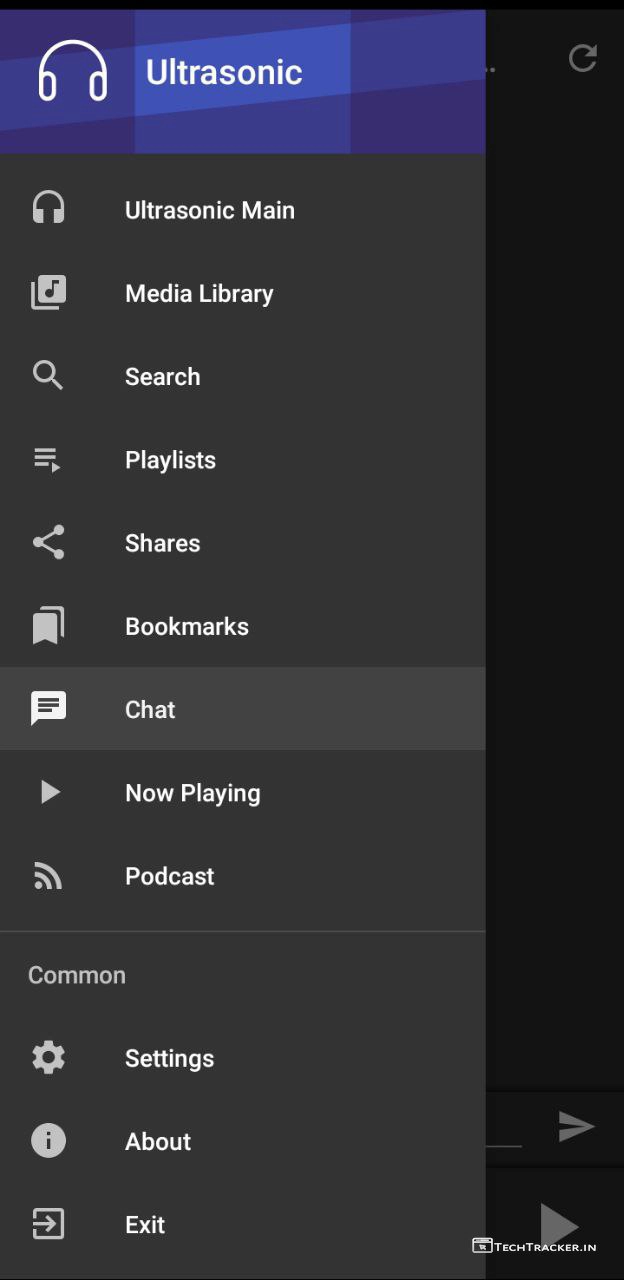 Ultrasonic
..
Ultrasonic Main
Media Library
Search
Playlists
Shares
Bookmarks
Chat
Now Playing
Podcast
Common
Settings
About
Exit
TechTracker.in